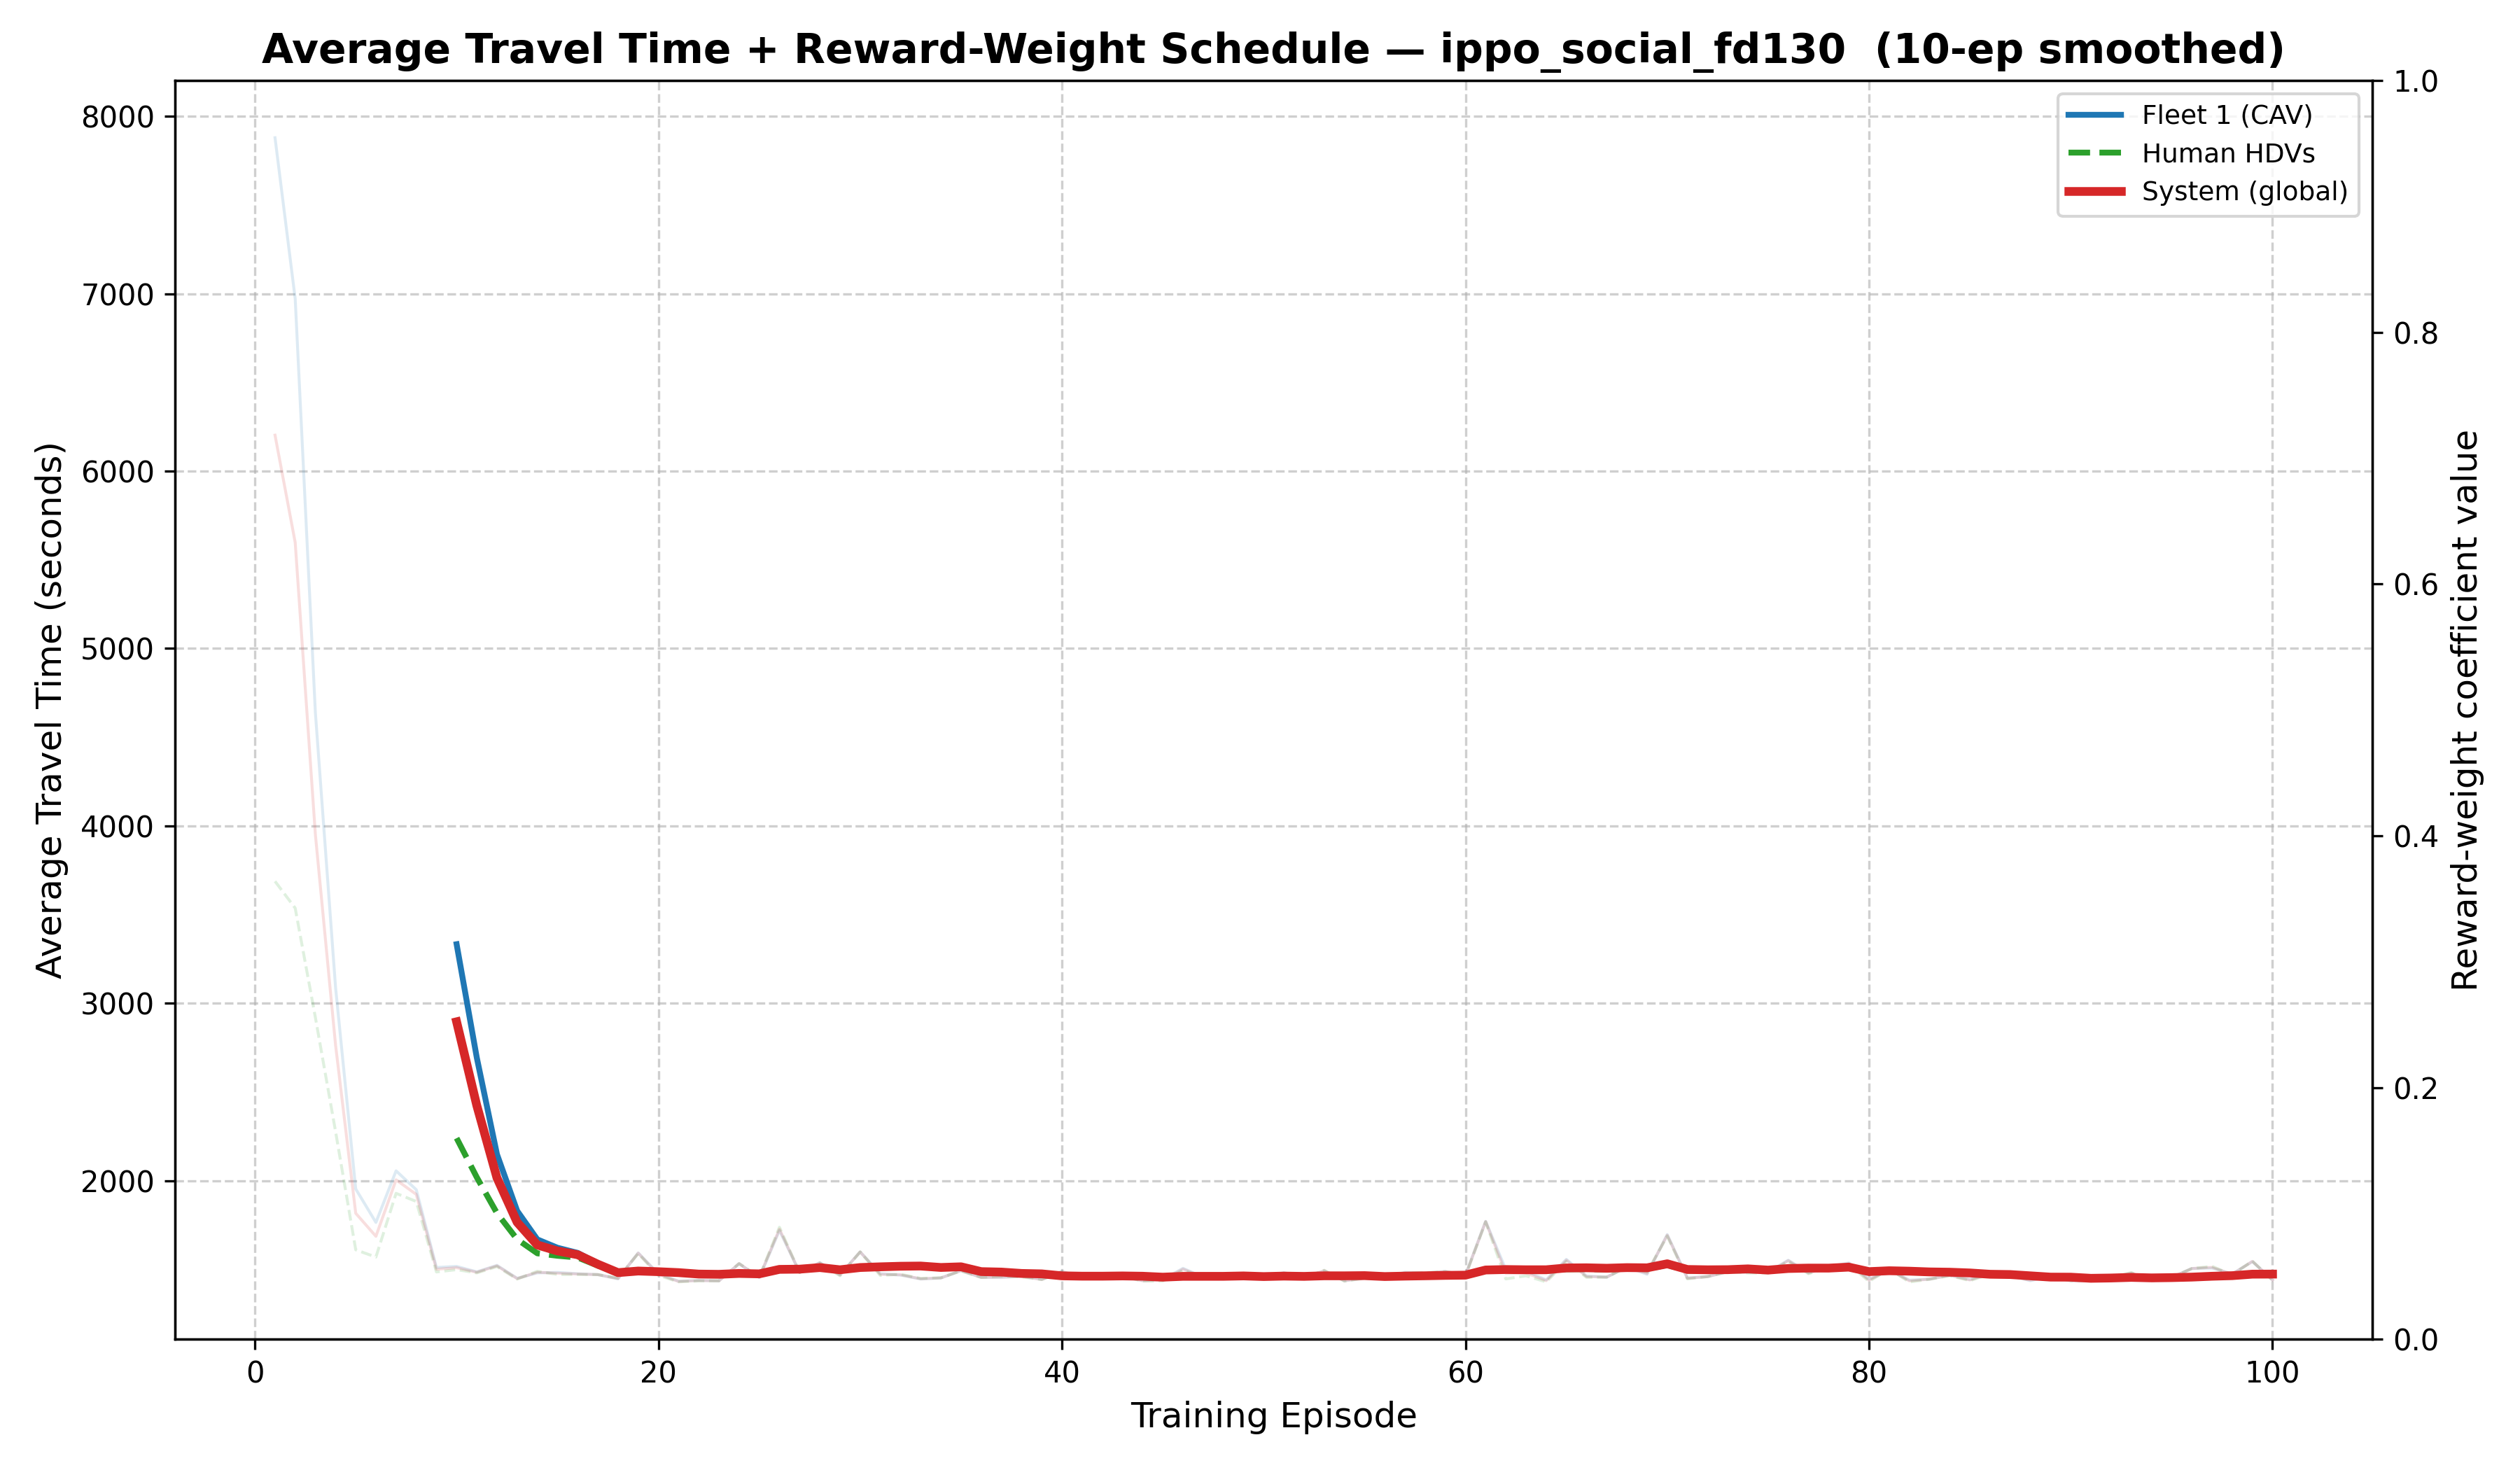 Average Travel Time + Reward-Weight Schedule — ippo_social_fd130 (10-ep smoothed)
Fleet 1 (CAV)
Human HDVs
System (global)
Average Travel Time (seconds)
8000
7000
6000
5000
4000
3000
2000
1.0
0.8
0.6
0.4
0.2
0.0
Reward-weight coefficient value
0
20
40
60
80
100
Training Episode